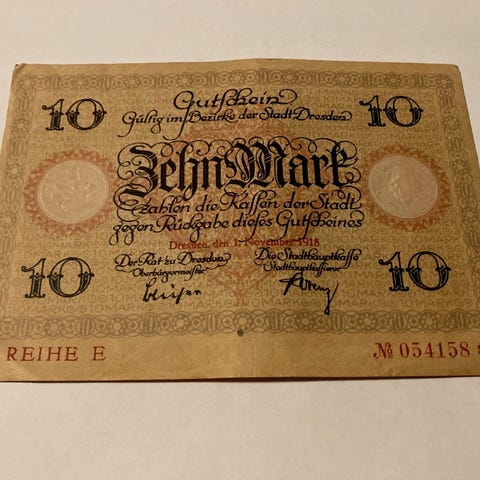 10 Gutschein 10
Gültig im Bezirke der Stadt Dresden
Zehn Mark
zahlen die Kassen der Stadt
gegen Rückgabe dieses Gutscheines
Dresden, den 1. November 1918
Der Rat zu Dresden Die Stadthauptkasse
Oberbürgermeister Stadthauptkassierer
10 10
REIHE E № 054158